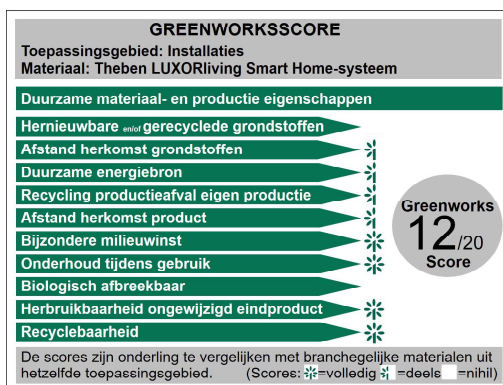 GREENWORKSSCORE
Toepassingsgebied: Installaties
Materiaal: Theben LUXORliving Smart Home-systeem
Duurzame materiaal- en productie eigenschappen
Hernieuwbare en/of gerecyclede grondstoffen
Afstand herkomst grondstoffen
Duurzame energiebron
Recycling productieafval eigen productie
Afstand herkomst product
Bijzondere milieuwinst
Onderhoud tijdens gebruik
Biologisch afbreekbaar
Herbruikbaarheid ongewijzigd eindproduct
Recyclebaarheid
Greenworks
12/20
Score
De scores zijn onderling te vergelijken met branchegelijke materialen uit
hetzelfde toepassingsgebied. (Scores: =volledig =deels =nihil)